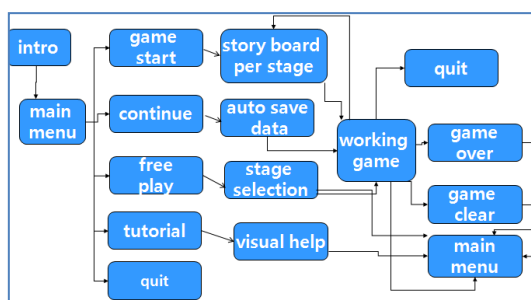 intro
main
menu
game
start
continue
free
play
tutorial
quit
story board
per stage
auto save
data
stage
selection
visual help
working
game
quit
game
over
game
clear
main
menu